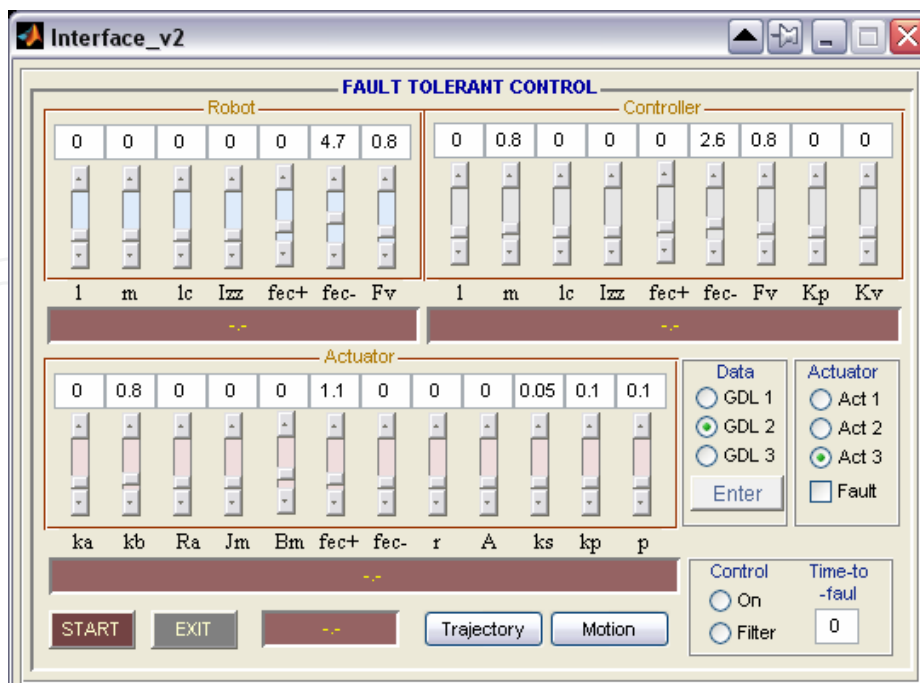 Interface_v2
FAULT TOLERANT CONTROL
Robot
0 0 0 0 0 4.7 0.8
l m lc Izz fec+ fec- Fv
-.-
Controller
0 0.8 0 0 0 2.6 0.8 0 0
l m lc Izz fec+ fec- Fv Kp Kv
-.-
Actuator
0 0.8 0 0 0 1.1 0 0 0 0.05 0.1 0.1
ka kb Ra Jm Bm fec+ fec- r A ks kp p
-.-
Data
GDL 1
GDL 2
GDL 3
Enter
Actuator
Act 1
Act 2
Act 3
Fault
START EXIT -.- Trajectory Motion
Control
On
Filter
Time-to
-faul
0